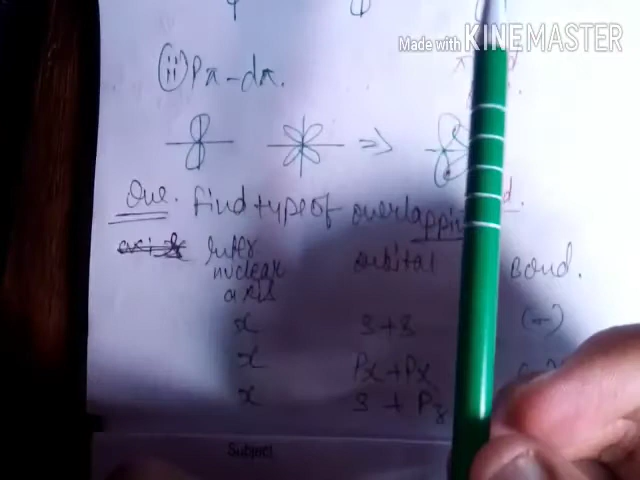 Made with KINEMASTER
(ii) Pπ-dπ.
⇒
Que. Find type of overlapping
Inter nuclear axis orbital Bond.
x s+s (σ)
x Px+Px
x s + Pz
Subject